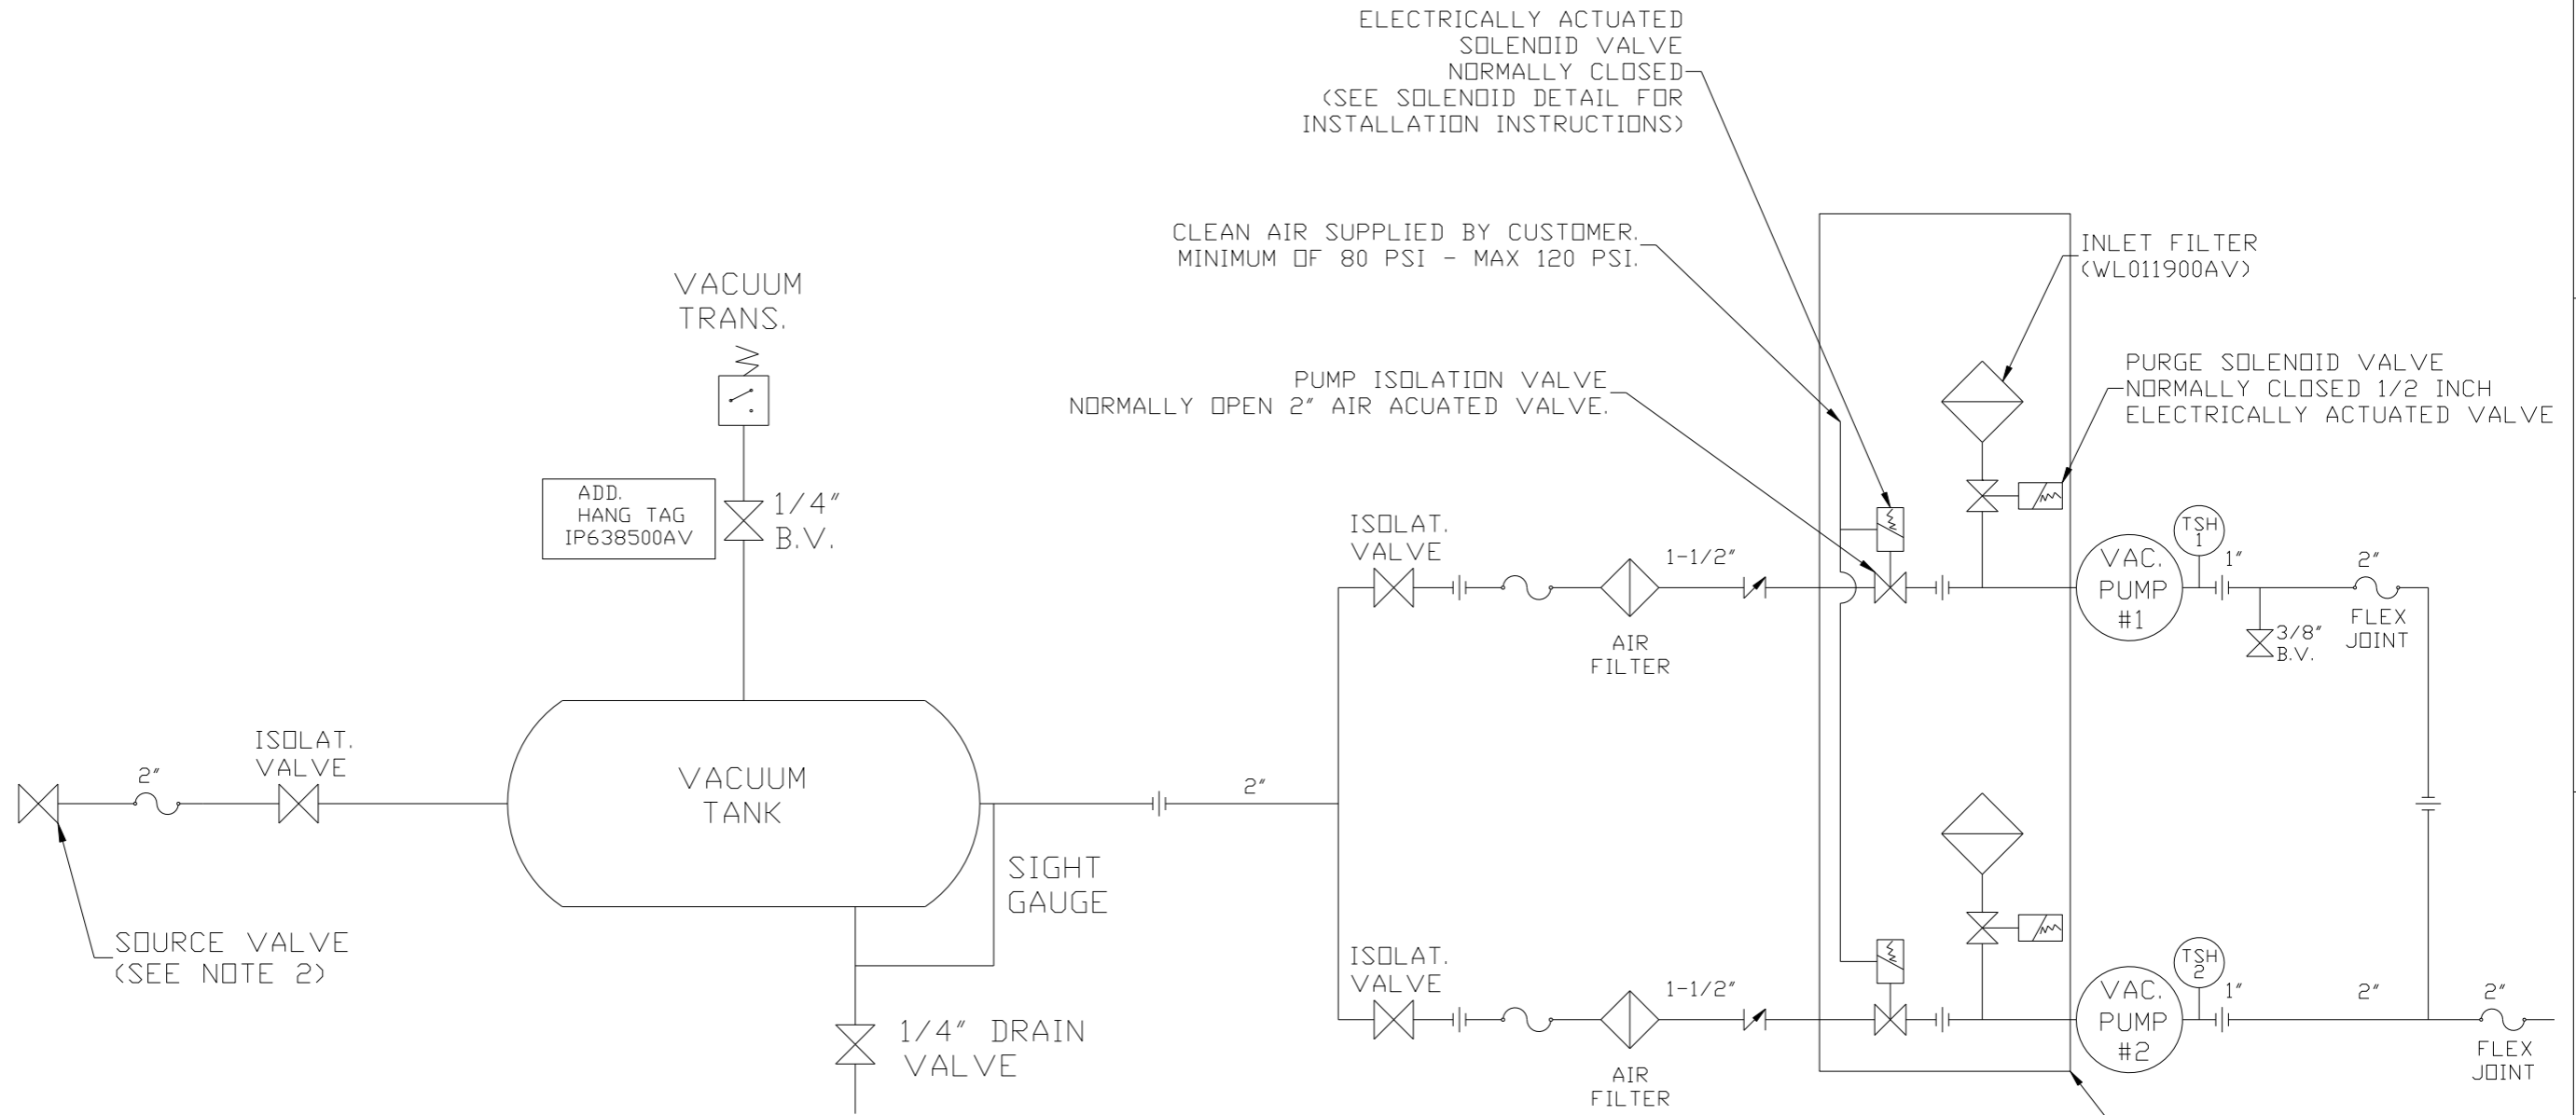 ELECTRICALLY ACTUATED
SOLENOID VALVE
NORMALLY CLOSED
(SEE SOLENOID DETAIL FOR
INSTALLATION INSTRUCTIONS)
CLEAN AIR SUPPLIED BY CUSTOMER.
MINIMUM OF 80 PSI - MAX 120 PSI.
INLET FILTER
(WL011900AV)
VACUUM
TRANS.
PUMP ISOLATION VALVE
NORMALLY OPEN 2" AIR ACUATED VALVE.
PURGE SOLENOID VALVE
NORMALLY CLOSED 1/2 INCH
ELECTRICALLY ACTUATED VALVE
ADD.
HANG TAG
IP638500AV
1/4"
B.V.
ISOLAT.
VALVE
1-1/2"
AIR
FILTER
VAC.
PUMP
#1
TSH
1
1"
3/8"
B.V.
2"
FLEX
JOINT
2"
ISOLAT.
VALVE
VACUUM
TANK
2"
SIGHT
GAUGE
SOURCE VALVE
(SEE NOTE 2)
1/4" DRAIN
VALVE
ISOLAT.
VALVE
1-1/2"
AIR
FILTER
VAC.
PUMP
#2
TSH
2
1"
2"
2"
FLEX
JOINT